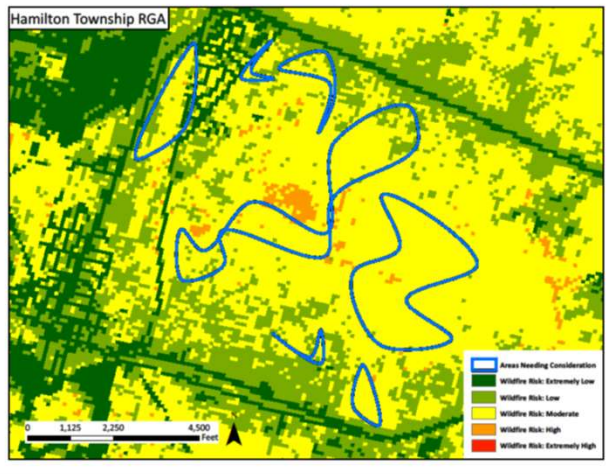 Hamilton Township RGA
Areas Needing Consideration
Wildfire Risk: Extremely Low
Wildfire Risk: Low
Wildfire Risk: Moderate
Wildfire Risk: High
Wildfire Risk: Extremely High
0 1,125 2,250 4,500
Feet